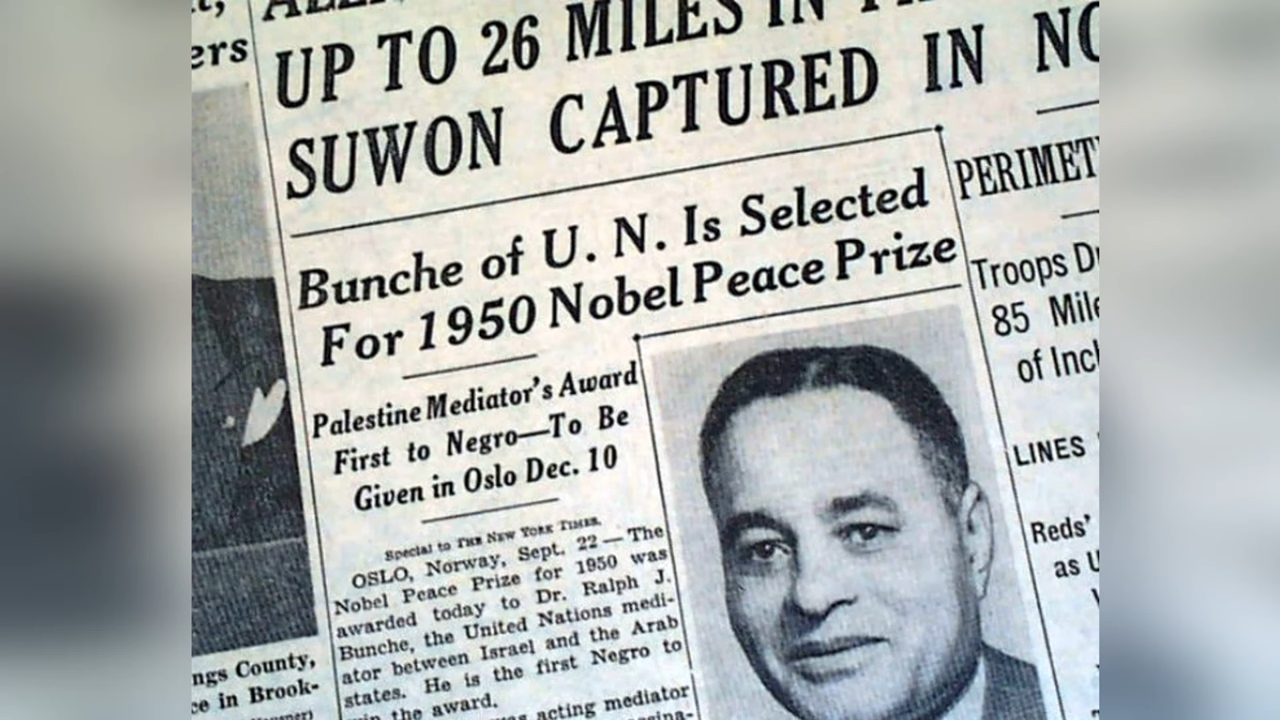 ers
UP TO 26 MILES IN
SUWON CAPTURED IN
Bunche of U. N. Is Selected
For 1950 Nobel Peace Prize
Palestine Mediator's Award
First to Negro—To Be
Given in Oslo Dec. 10
Special to THE NEW YORK TIMES.
OSLO, Norway, Sept. 22 — The
Nobel Peace Prize for 1950 was
awarded today to Dr. Ralph J.
Bunche, the United Nations medi-
ator between Israel and the Arab
states. He is the first Negro to
the award.
acting mediator
PERIMET
Troops
85
of
LINES
Reds'
as
ngs County,
e in Brook-